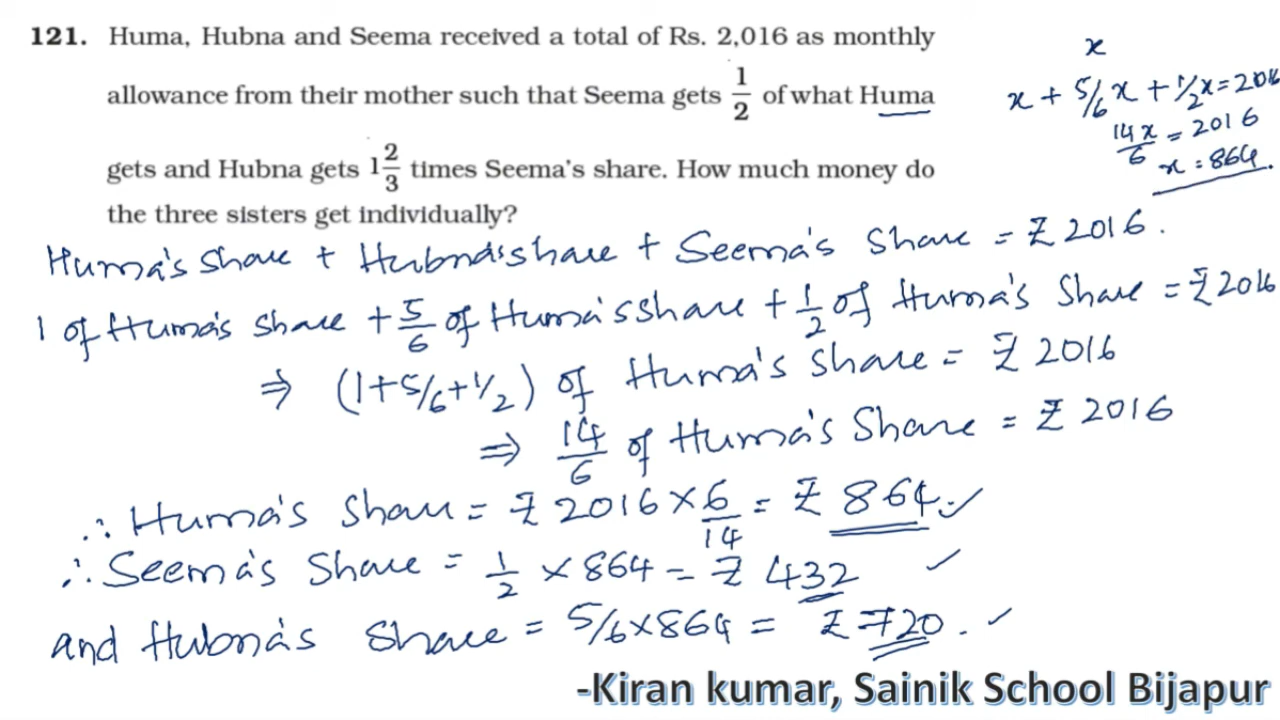 121. Huma, Hubna and Seema received a total of Rs. 2,016 as monthly
allowance from their mother such that Seema gets 1/2 of what Huma
gets and Hubna gets 1 2/3 times Seema's share. How much money do
the three sisters get individually?
x
x + 5/6 x + 1/2 x = 2016
14x/6 = 2016
x = 864.
Huma's share + Hubna's share + Seema's Share = ₹ 2016.
1 of Huma's share + 5/6 of Huma's share + 1/2 of Huma's Share = ₹ 2016
⇒ (1+5/6+1/2) of Huma's share = ₹ 2016
⇒ 14/6 of Huma's Share = ₹ 2016
∴ Huma's Share = ₹ 2016 × 6/14 = ₹ 864 ✓
∴ Seema's Share = 1/2 × 864 = ₹ 432 ✓
and Hubna's Share = 5/6 × 864 = ₹ 720. ✓
-Kiran kumar, Sainik School Bijapur